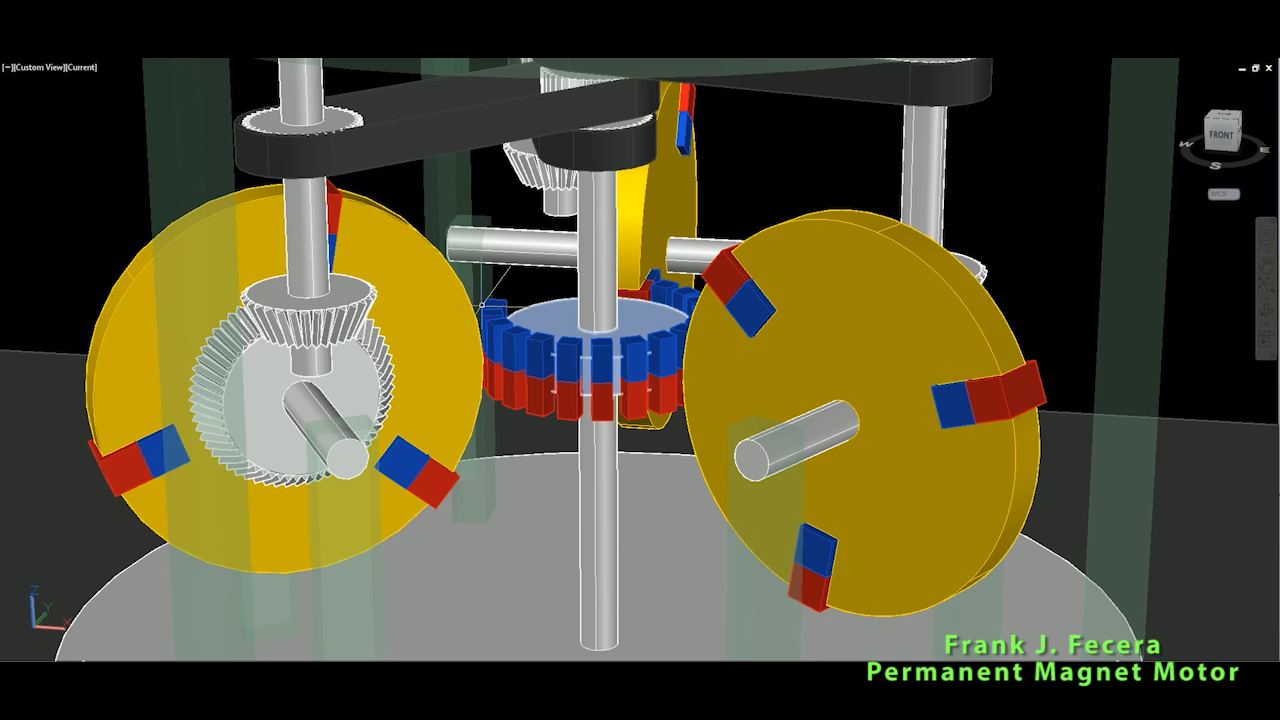 [−][Custom View][Current]
FRONT
W
S
E
WCS
Z
Y
X
Frank J. Fecera
Permanent Magnet Motor